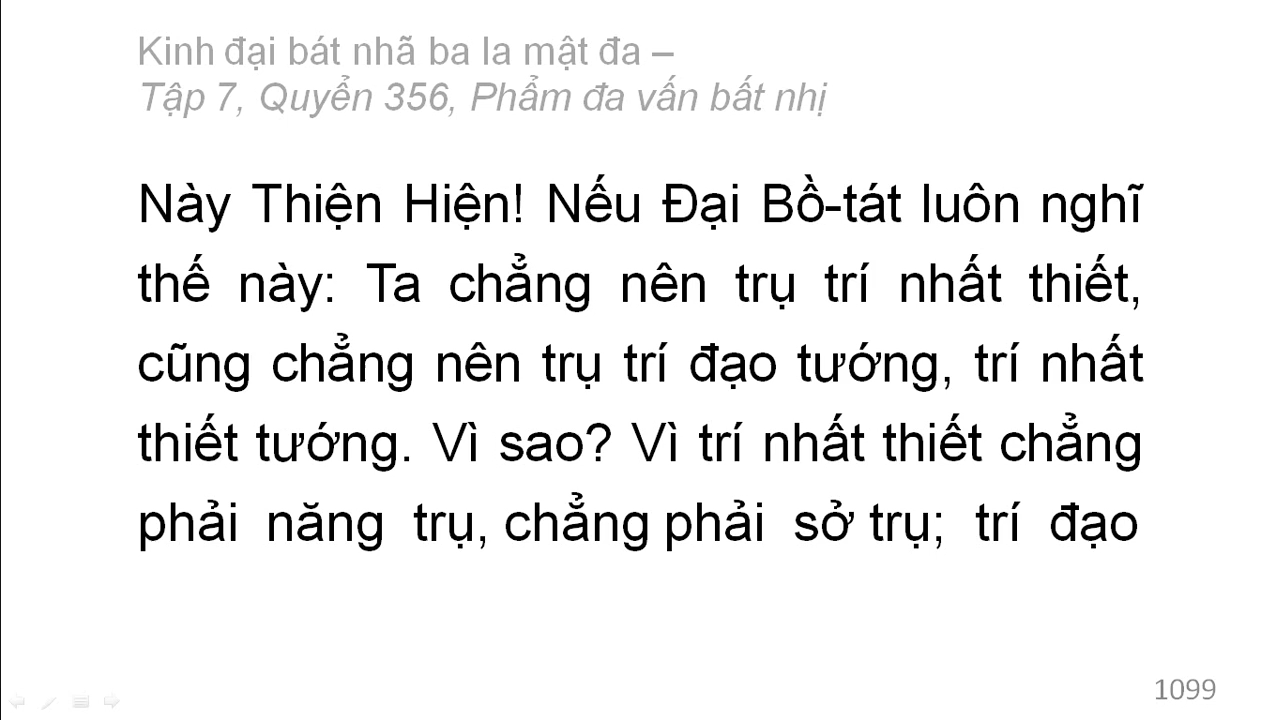 Kinh đại bát nhã ba la mật đa –
Tập 7, Quyển 356, Phẩm đa vấn bất nhị
Này Thiện Hiện! Nếu Đại Bồ-tát luôn nghĩ
thế này: Ta chẳng nên trụ trí nhất thiết,
cũng chẳng nên trụ trí đạo tướng, trí nhất
thiết tướng. Vì sao? Vì trí nhất thiết chẳng
phải năng trụ, chẳng phải sở trụ; trí đạo
1099